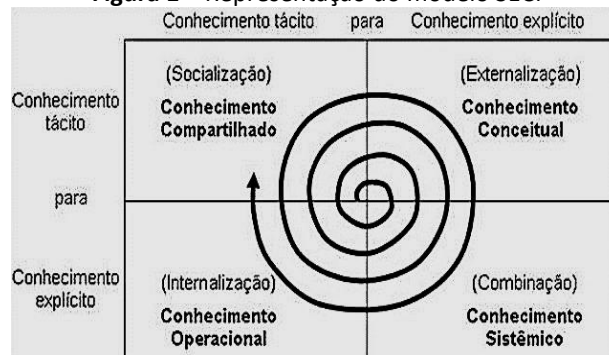 Conhecimento tácito para Conhecimento explícito
(Socialização)
Conhecimento
Compartilhado
(Externalização)
Conhecimento
Conceitual
Conhecimento
tácito
para
Conhecimento
explícito
(Internalização)
Conhecimento
Operacional
(Combinação)
Conhecimento
Sistêmico